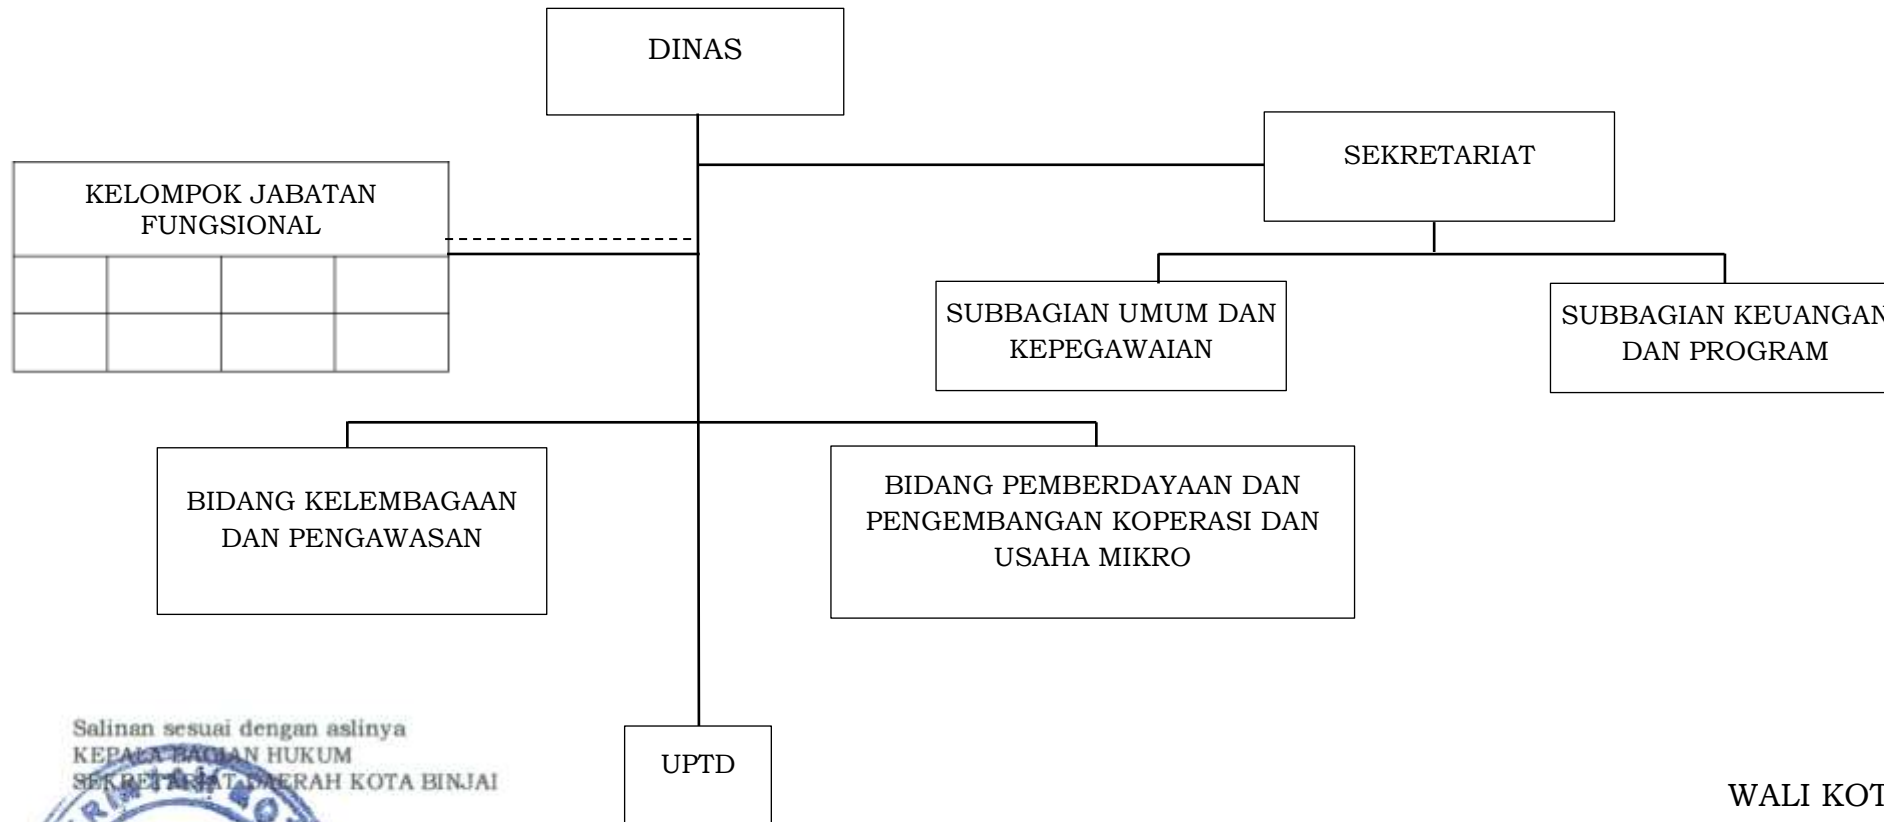 DINAS
SEKRETARIAT
KELOMPOK JABATAN
FUNGSIONAL
SUBBAGIAN UMUM DAN
KEPEGAWAIAN
SUBBAGIAN KEUANGAN
DAN PROGRAM
BIDANG KELEMBAGAAN
DAN PENGAWASAN
BIDANG PEMBERDAYAAN DAN
PENGEMBANGAN KOPERASI DAN
USAHA MIKRO
Salinan sesuai dengan aslinya
KEPALA BAGIAN HUKUM
SEKRETARIAT DAERAH KOTA BINJAI
UPTD
WALI